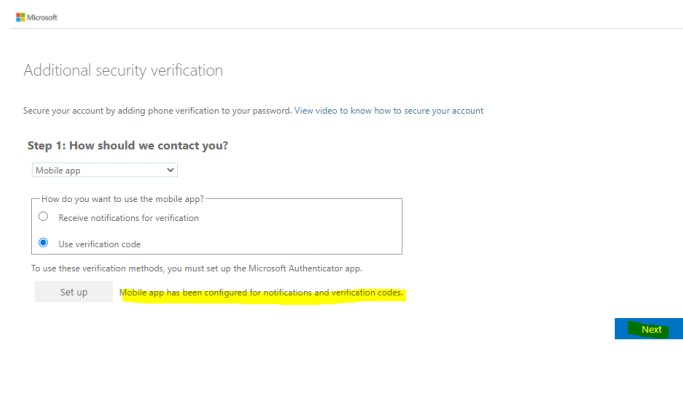 Microsoft
Additional security verification
Secure your account by adding phone verification to your password. View video to know how to secure your account
Step 1: How should we contact you?
Mobile app
How do you want to use the mobile app?
Receive notifications for verification
Use verification code
To use these verification methods, you must set up the Microsoft Authenticator app.
Set up Mobile app has been configured for notifications and verification codes.
Next